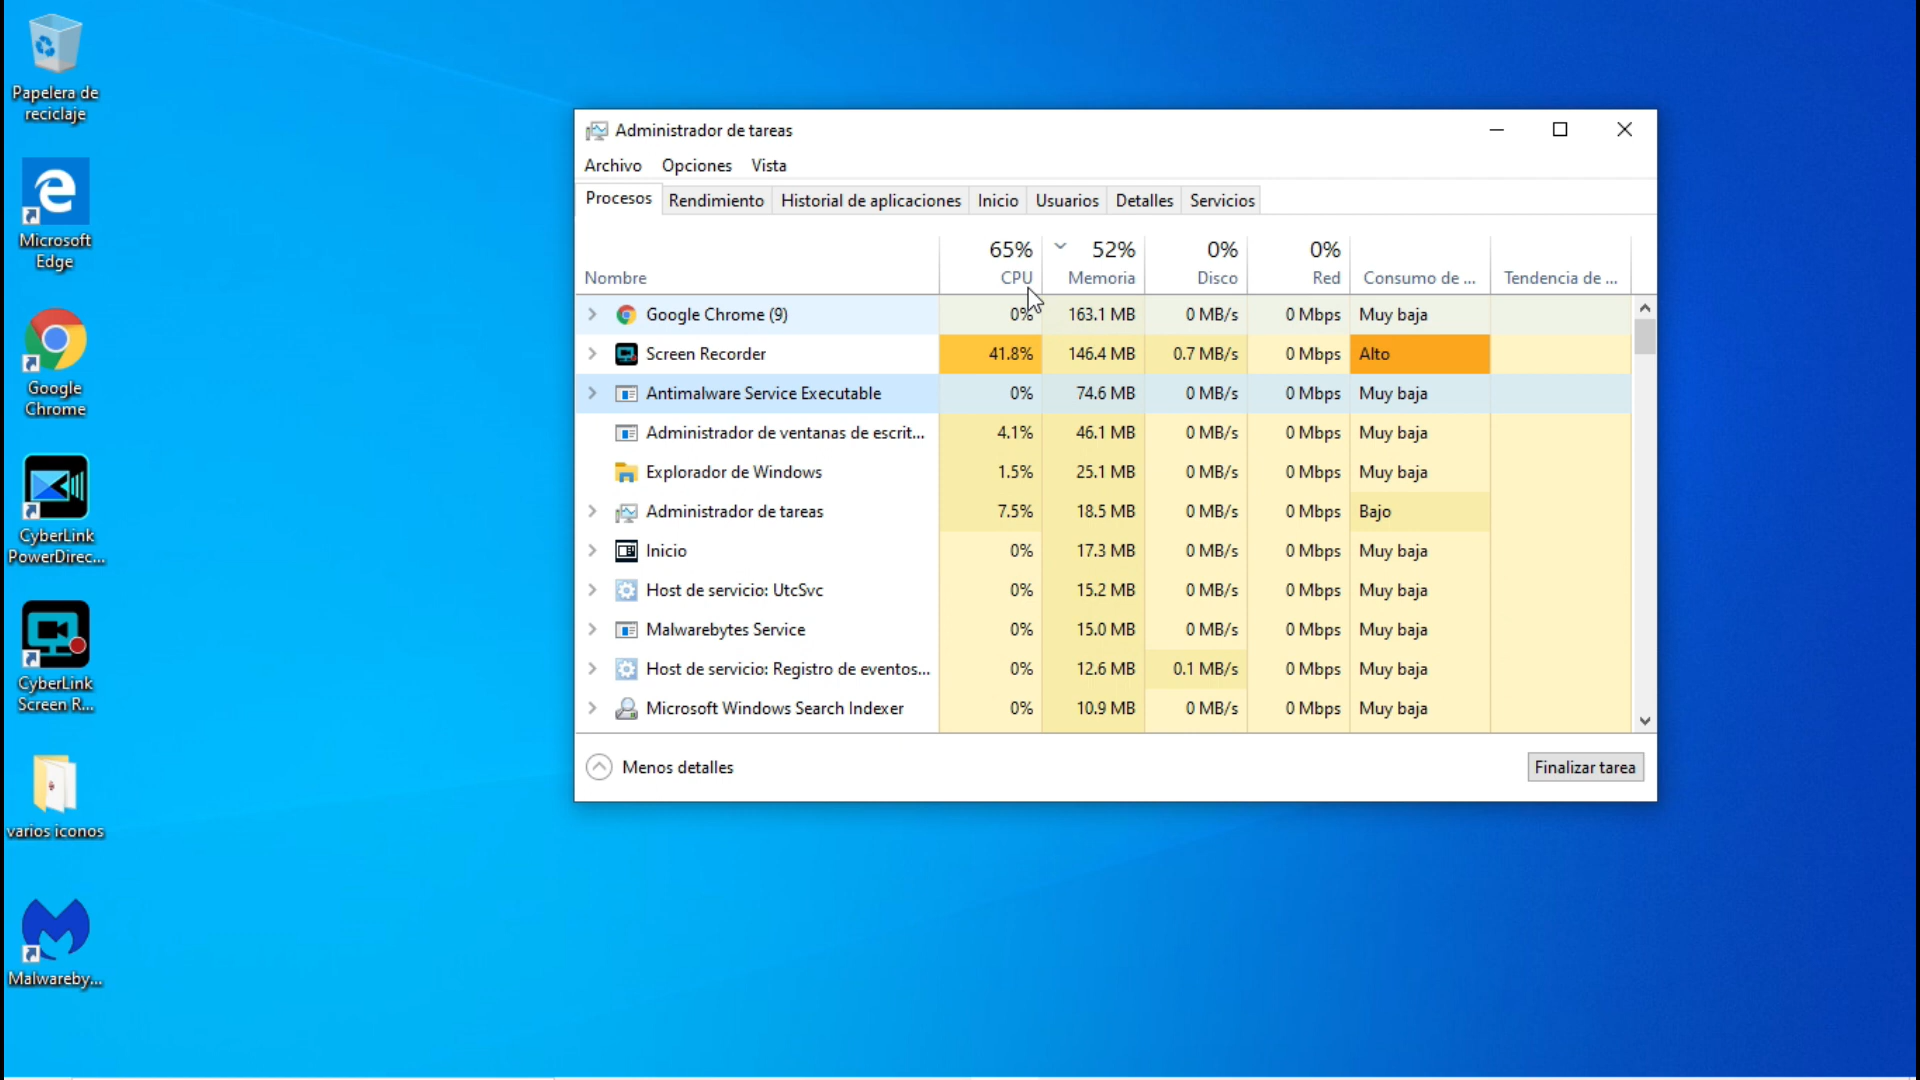 Papelera de
reciclaje
Microsoft
Edge
Google
Chrome
CyberLink
PowerDirec...
CyberLink
Screen R...
varios iconos
Malwareby...
Administrador de tareas
Archivo Opciones Vista
Procesos Rendimiento Historial de aplicaciones Inicio Usuarios Detalles Servicios
65% 52% 0% 0%
Nombre CPU Memoria Disco Red Consumo de ... Tendencia de ...
Google Chrome (9) 0% 163.1 MB 0 MB/s 0 Mbps Muy baja
Screen Recorder 41.8% 146.4 MB 0.7 MB/s 0 Mbps Alto
Antimalware Service Executable 0% 74.6 MB 0 MB/s 0 Mbps Muy baja
Administrador de ventanas de escrit... 4.1% 46.1 MB 0 MB/s 0 Mbps Muy baja
Explorador de Windows 1.5% 25.1 MB 0 MB/s 0 Mbps Muy baja
Administrador de tareas 7.5% 18.5 MB 0 MB/s 0 Mbps Bajo
Inicio 0% 17.3 MB 0 MB/s 0 Mbps Muy baja
Host de servicio: UtcSvc 0% 15.2 MB 0 MB/s 0 Mbps Muy baja
Malwarebytes Service 0% 15.0 MB 0 MB/s 0 Mbps Muy baja
Host de servicio: Registro de eventos... 0% 12.6 MB 0.1 MB/s 0 Mbps Muy baja
Microsoft Windows Search Indexer 0% 10.9 MB 0 MB/s 0 Mbps Muy baja
Menos detalles Finalizar tarea